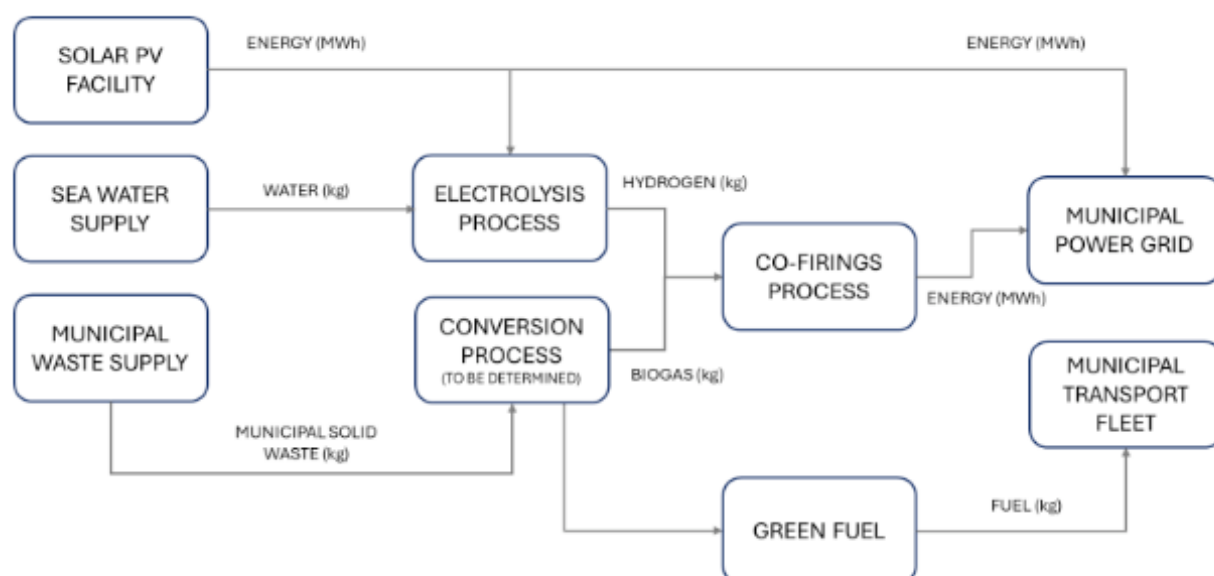 ENERGY (MWh)
ENERGY (MWh)
SOLAR PV
FACILITY
SEA WATER
SUPPLY
WATER (kg)
ELECTROLYSIS
PROCESS
HYDROGEN (kg)
MUNICIPAL
POWER GRID
CO-FIRINGS
PROCESS
ENERGY (MWh)
MUNICIPAL
WASTE SUPPLY
CONVERSION
PROCESS
(TO BE DETERMINED)
BIOGAS (kg)
MUNICIPAL
TRANSPORT
FLEET
MUNICIPAL SOLID
WASTE (kg)
GREEN FUEL
FUEL (kg)